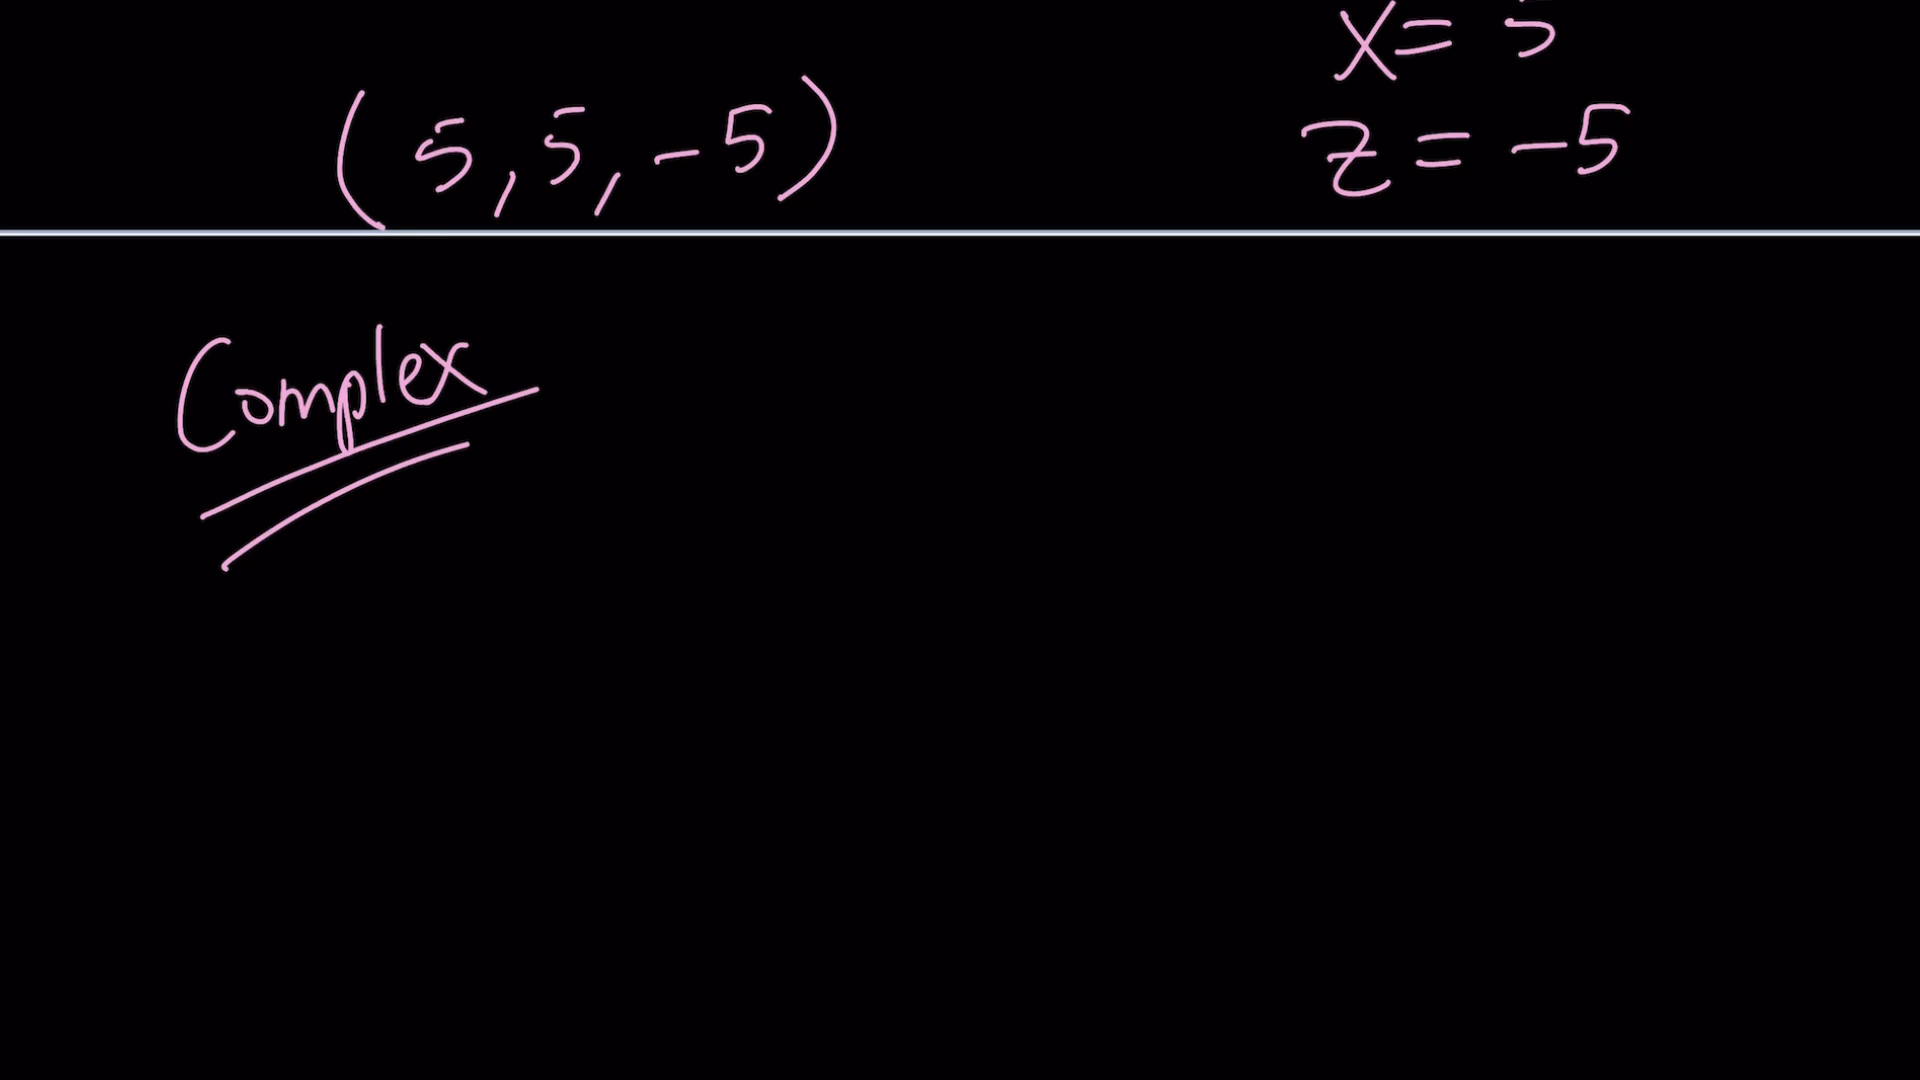 x = 5
(5, 5, -5)
z = -5
Complex